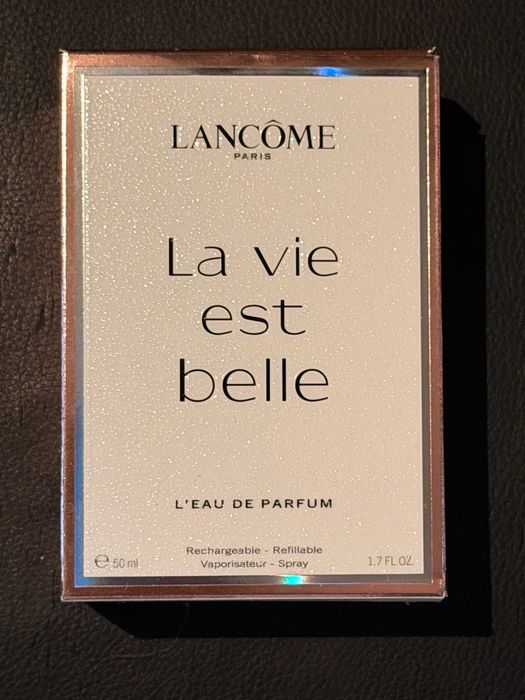 LANCÔME
PARIS
La vie
est
belle
L'EAU DE PARFUM
Rechargeable - Refillable
℮ 50 ml Vaporisateur - Spray 1.7 FL.OZ.